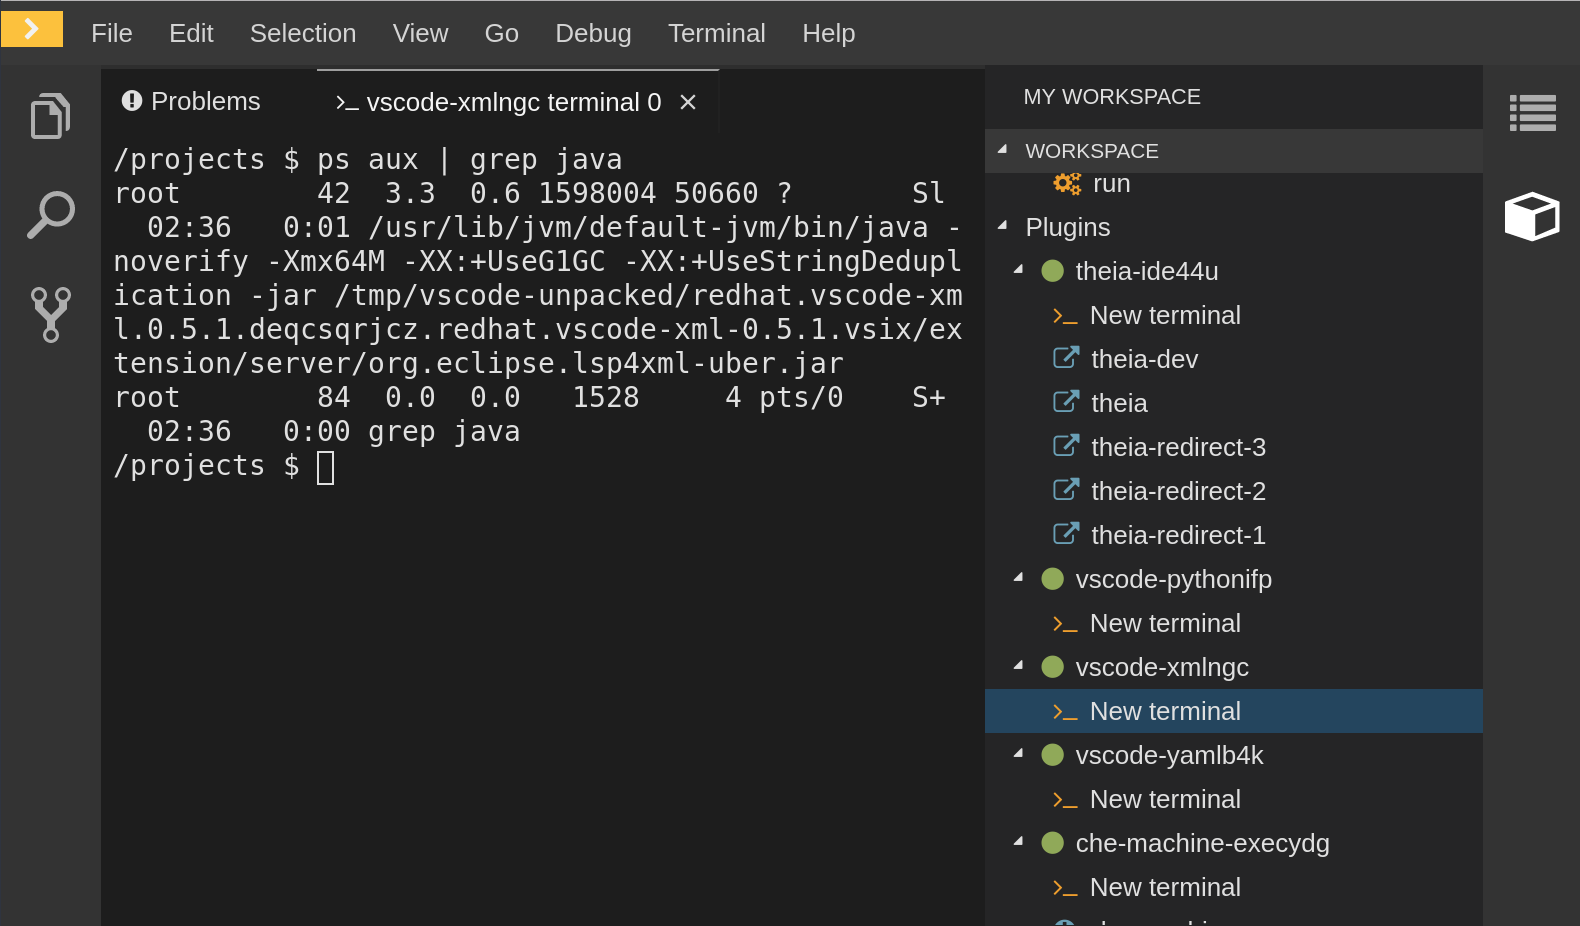 File Edit Selection View Go Debug Terminal Help
Problems
vscode-xmlngc terminal 0
/projects $ ps aux | grep java
root        42  3.3  0.6 1598004 50660 ?       Sl
  02:36   0:01 /usr/lib/jvm/default-jvm/bin/java -
noverify -Xmx64M -XX:+UseG1GC -XX:+UseStringDedupl
ication -jar /tmp/vscode-unpacked/redhat.vscode-xm
l.0.5.1.deqcsqrjcz.redhat.vscode-xml-0.5.1.vsix/ex
tension/server/org.eclipse.lsp4xml-uber.jar
root        84  0.0  0.0   1528     4 pts/0    S+
  02:36   0:00 grep java
/projects $
MY WORKSPACE
WORKSPACE
run
Plugins
theia-ide44u
New terminal
theia-dev
theia
theia-redirect-3
theia-redirect-2
theia-redirect-1
vscode-pythonifp
New terminal
vscode-xmlngc
New terminal
vscode-yamlb4k
New terminal
che-machine-execydg
New terminal